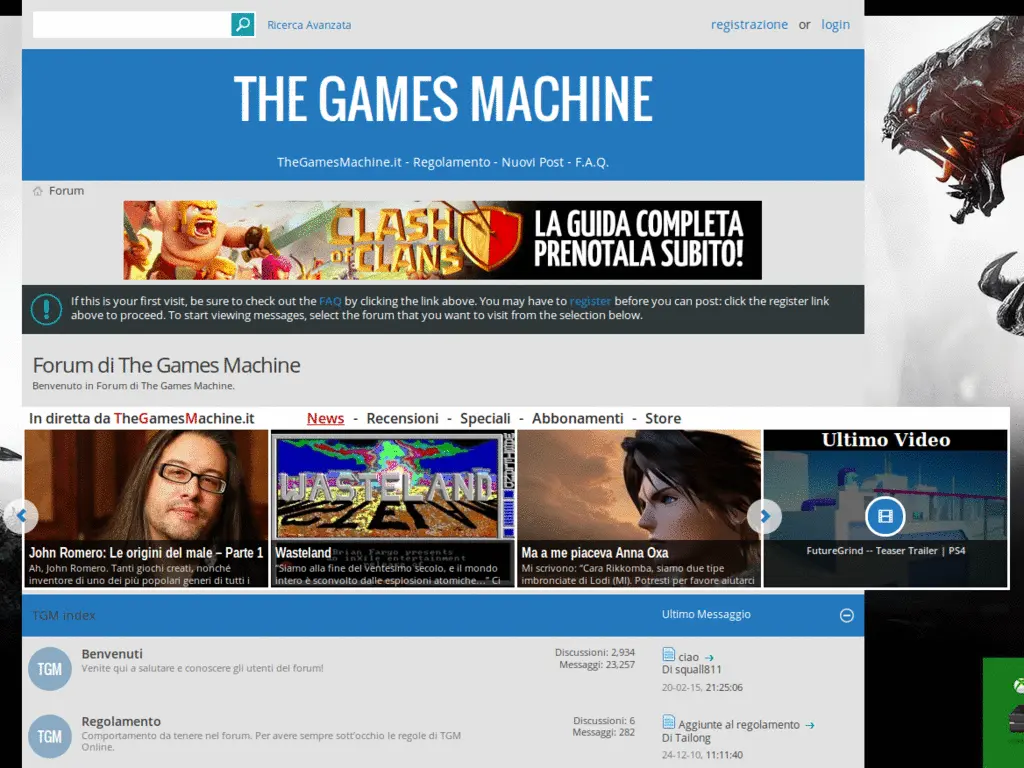 Ricerca Avanzata
registrazione or login
THE GAMES MACHINE
TheGamesMachine.it - Regolamento - Nuovi Post - F.A.Q.
Forum
CLASH OF CLANS
LA GUIDA COMPLETA
PRENOTALA SUBITO!
If this is your first visit, be sure to check out the FAQ by clicking the link above. You may have to register before you can post: click the register link
above to proceed. To start viewing messages, select the forum that you want to visit from the selection below.
Forum di The Games Machine
Benvenuto in Forum di The Games Machine.
In diretta da TheGamesMachine.it
News - Recensioni - Speciali - Abbonamenti - Store
WASTELAND
Brian Fargo presents
John Romero: Le origini del male – Parte 1
Ah, John Romero. Tanti giochi creati, nonché
inventore di uno dei più popolari generi di tutti i
Wasteland
"Siamo alla fine del ventesimo secolo, e il mondo
intero è sconvolto dalle esplosioni atomiche…" Ci
Ma a me piaceva Anna Oxa
Mi scrivono: "Cara Rikkomba, siamo due tipe
imbronciate di Lodi (MI). Potresti per favore aiutarci
Ultimo Video
FutureGrind -- Teaser Trailer | PS4
TGM index
Ultimo Messaggio
TGM
Benvenuti
Venite qui a salutare e conoscere gli utenti del forum!
Discussioni: 2,934
Messaggi: 23,257
ciao
Di squall811
20-02-15, 21:25:06
TGM
Regolamento
Comportamento da tenere nel forum. Per avere sempre sott'occhio le regole di TGM
Online.
Discussioni: 6
Messaggi: 282
Aggiunte al regolamento
Di Tailong
24-12-10, 11:11:40